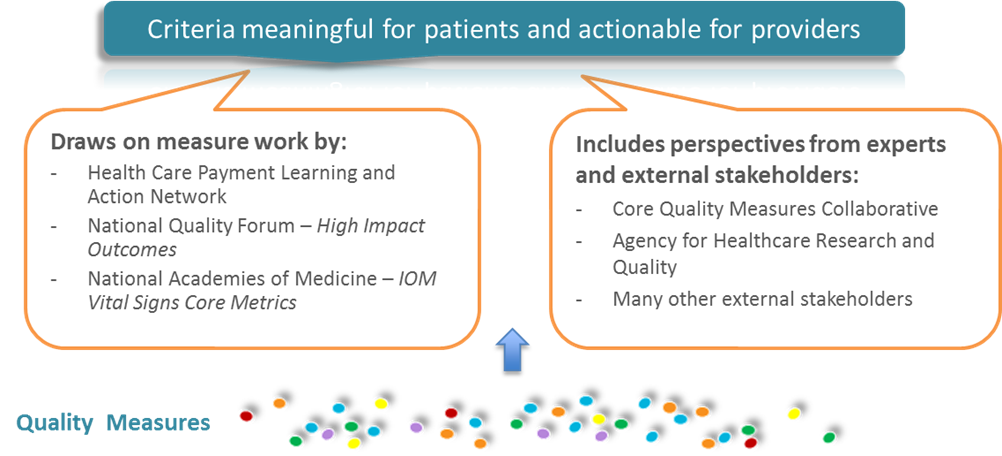 Criteria meaningful for patients and actionable for providers
Draws on measure work by:
- Health Care Payment Learning and
Action Network
- National Quality Forum – High Impact
Outcomes
- National Academies of Medicine – IOM
Vital Signs Core Metrics
Includes perspectives from experts
and external stakeholders:
- Core Quality Measures Collaborative
- Agency for Healthcare Research and
Quality
- Many other external stakeholders
Quality Measures